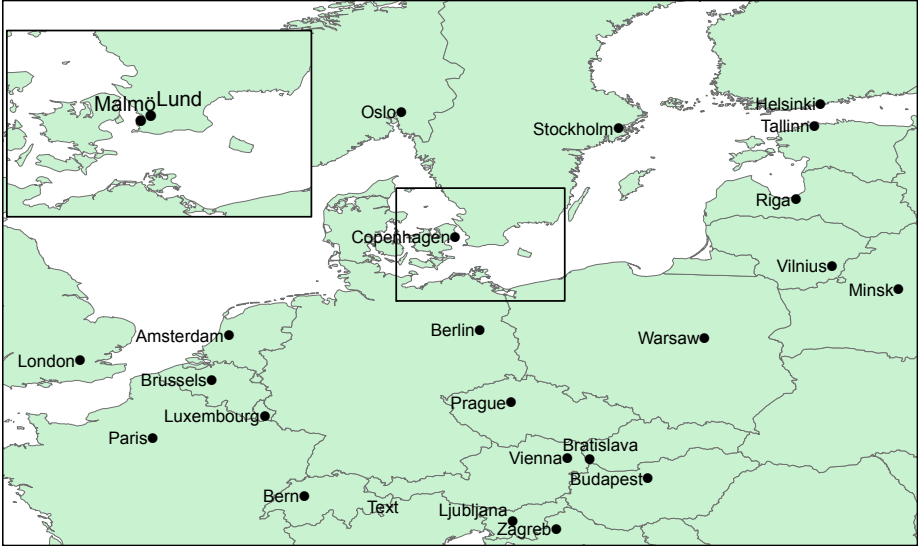 Malmö Lund
Oslo
Helsinki
Stockholm
Tallinn
Riga
Copenhagen
Vilnius
Minsk
Amsterdam
Berlin
Warsaw
London
Brussels
Prague
Luxembourg
Paris
Bratislava
Vienna
Budapest
Bern
Text
Ljubljana
Zagreb